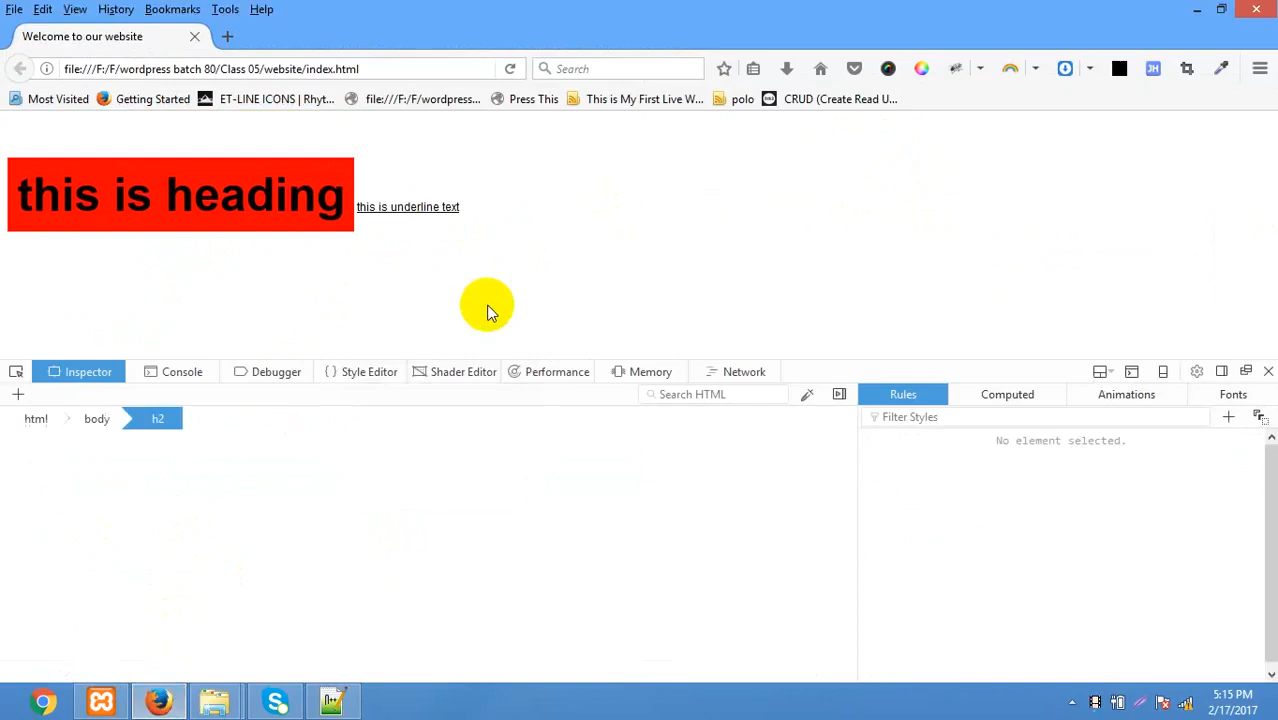 File Edit View History Bookmarks Tools Help
Welcome to our website
file:///F:/F/wordpress batch 80/Class 05/website/index.html Search
Most Visited Getting Started ET-LINE ICONS | Rhyt... file:///F:/F/wordpress... Press This This is My First Live W... polo CRUD (Create Read U...
this is heading this is underline text
Inspector Console Debugger {} Style Editor Shader Editor Performance Memory Network
+ Search HTML Rules Computed Animations Fonts
html body h2 Filter Styles +
No element selected.
5:15 PM
2/17/2017